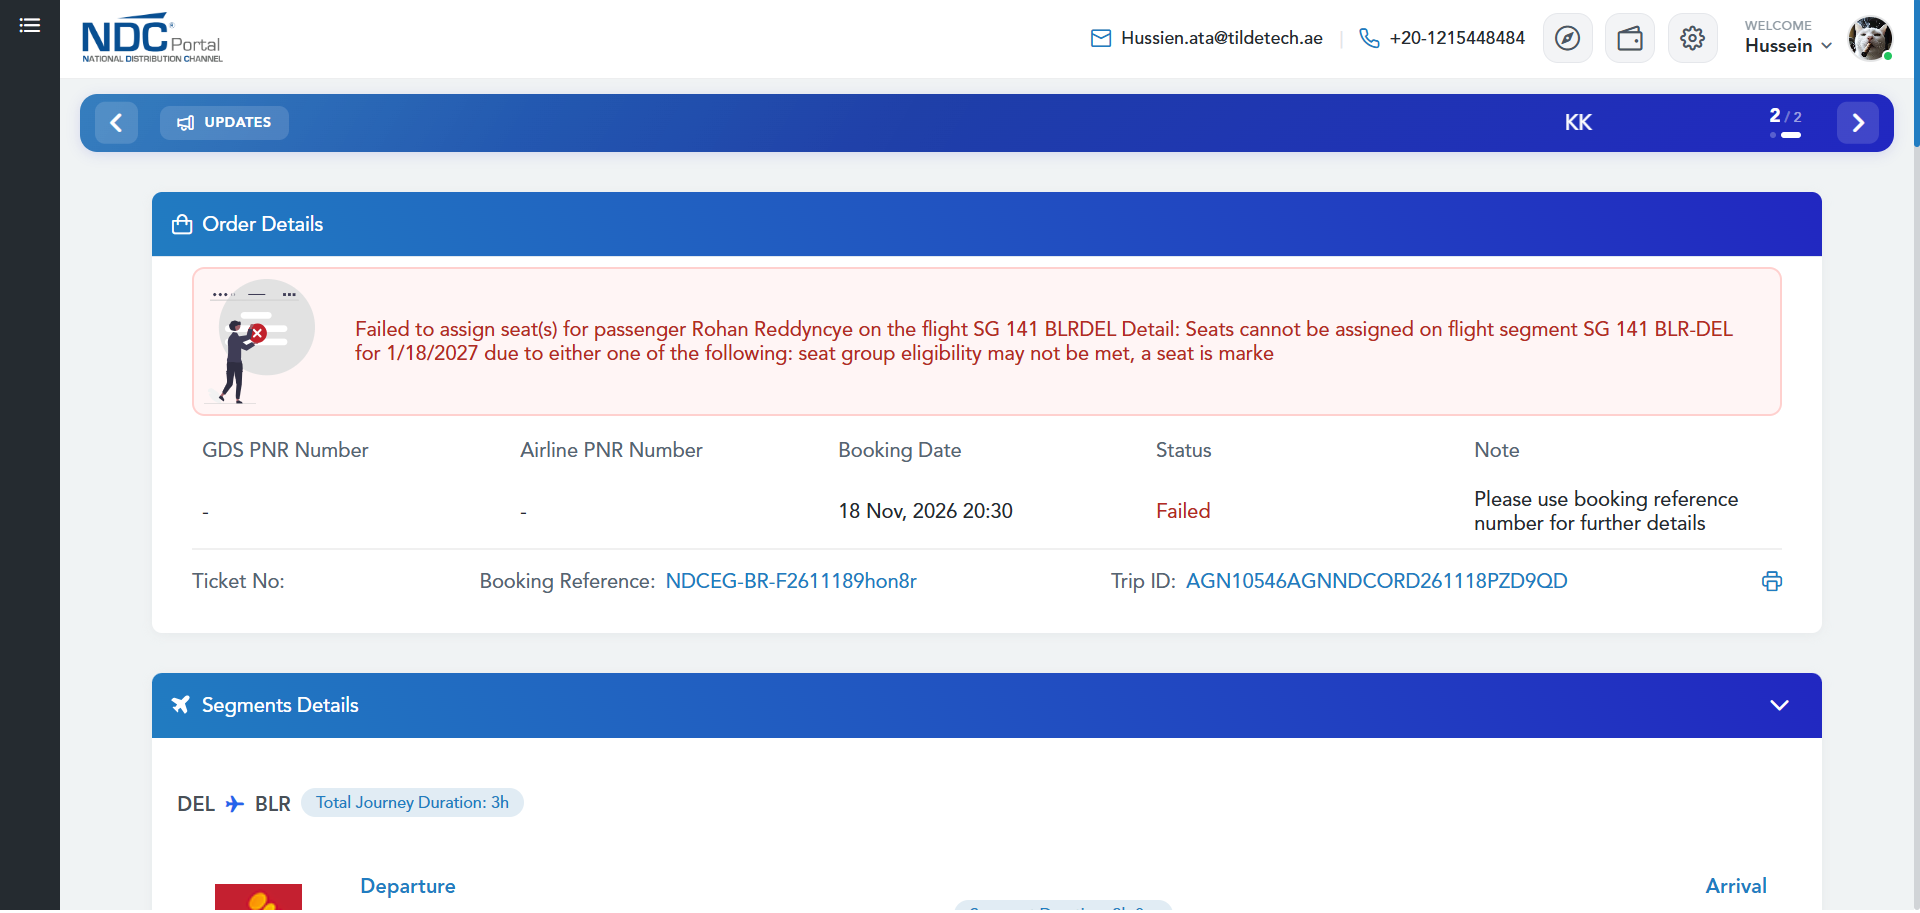 NDC Portal
NATIONAL DISTRIBUTION CHANNEL
Hussien.ata@tildetech.ae
+20-1215448484
WELCOME
Hussein
UPDATES
KK
2 / 2
Order Details
Failed to assign seat(s) for passenger Rohan Reddyncye on the flight SG 141 BLRDEL Detail: Seats cannot be assigned on flight segment SG 141 BLR-DEL
for 1/18/2027 due to either one of the following: seat group eligibility may not be met, a seat is marke
GDS PNR Number
Airline PNR Number
Booking Date
Status
Note
-
-
18 Nov, 2026 20:30
Failed
Please use booking reference
number for further details
Ticket No:
Booking Reference: NDCEG-BR-F2611189hon8r
Trip ID: AGN10546AGNNDCORD261118PZD9QD
Segments Details
DEL BLR
Total Journey Duration: 3h
Departure
Arrival